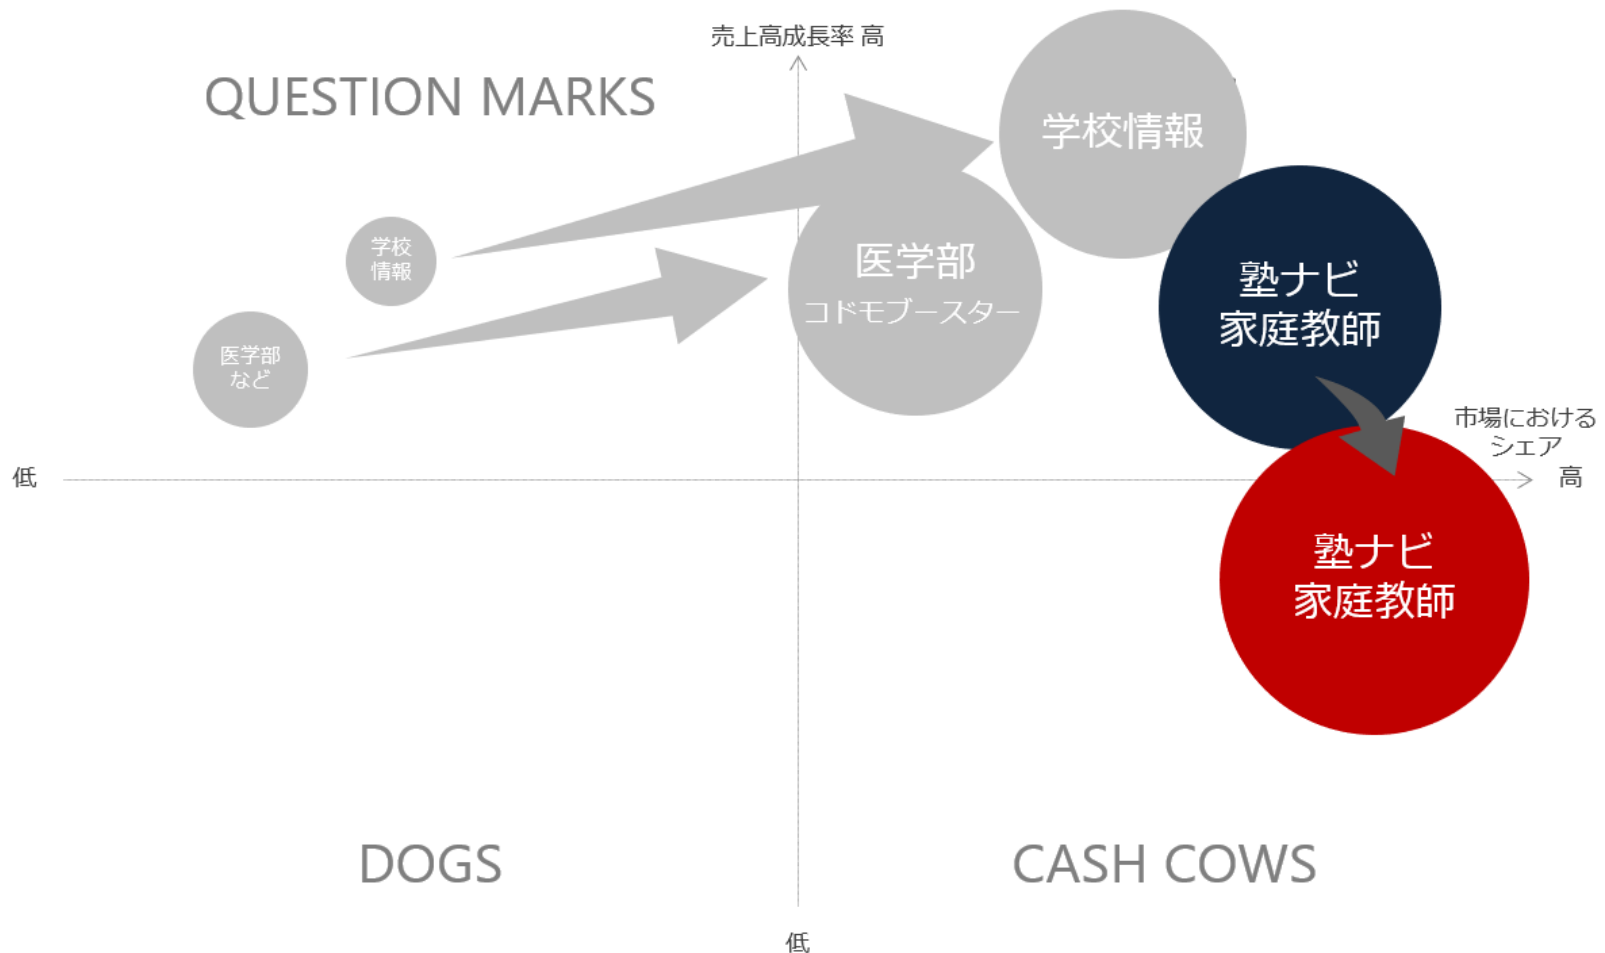 売上高成長率 高
QUESTION MARKS
学校情報
学校
情報
医学部
コドモブースター
塾ナビ
家庭教師
医学部
など
市場における
シェア
低
高
塾ナビ
家庭教師
DOGS
CASH COWS
低